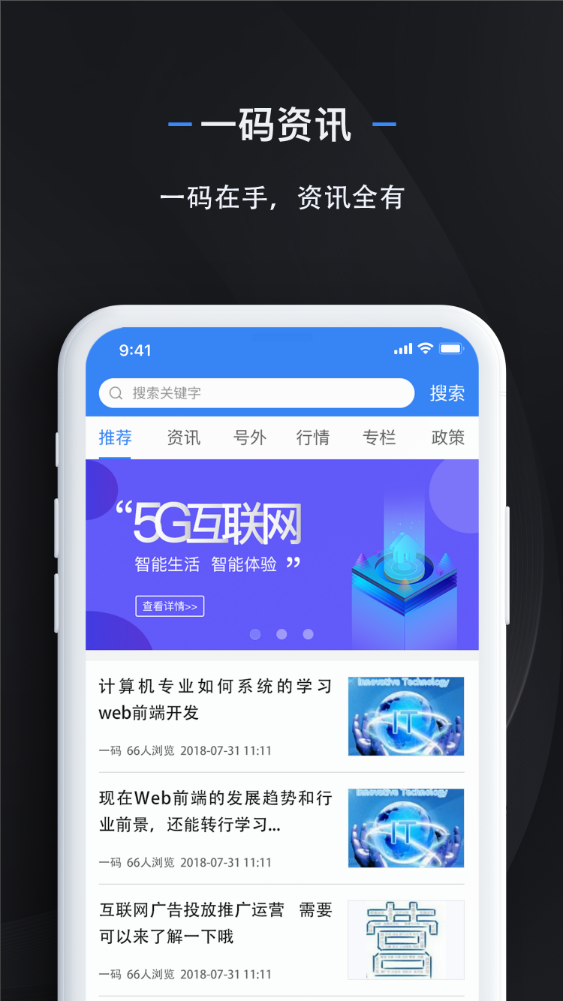 一码资讯
一码在手，资讯全有
9:41
搜索关键字
搜索
推荐 资讯 号外 行情 专栏 政策
“5G互联网
智能生活 智能体验”
查看详情>>
计算机专业如何系统的学习
web前端开发
一码 66人浏览 2018-07-31 11:11
Innovative Technology
IT
现在Web前端的发展趋势和行
业前景，还能转行学习...
一码 66人浏览 2018-07-31 11:11
Innovative Technology
IT
互联网广告投放推广运营 需要
可以来了解一下哦
一码 66人浏览 2018-07-31 11:11
营